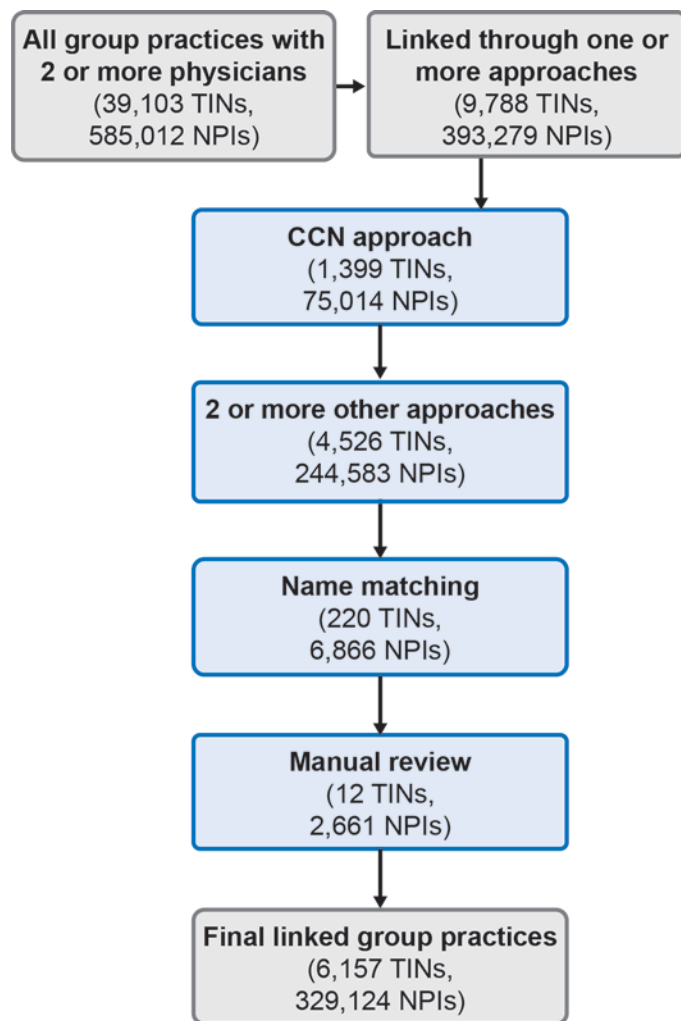 All group practices with
2 or more physicians
(39,103 TINs,
585,012 NPIs)
Linked through one or
more approaches
(9,788 TINs,
393,279 NPIs)
CCN approach
(1,399 TINs,
75,014 NPIs)
2 or more other approaches
(4,526 TINs,
244,583 NPIs)
Name matching
(220 TINs,
6,866 NPIs)
Manual review
(12 TINs,
2,661 NPIs)
Final linked group practices
(6,157 TINs,
329,124 NPIs)